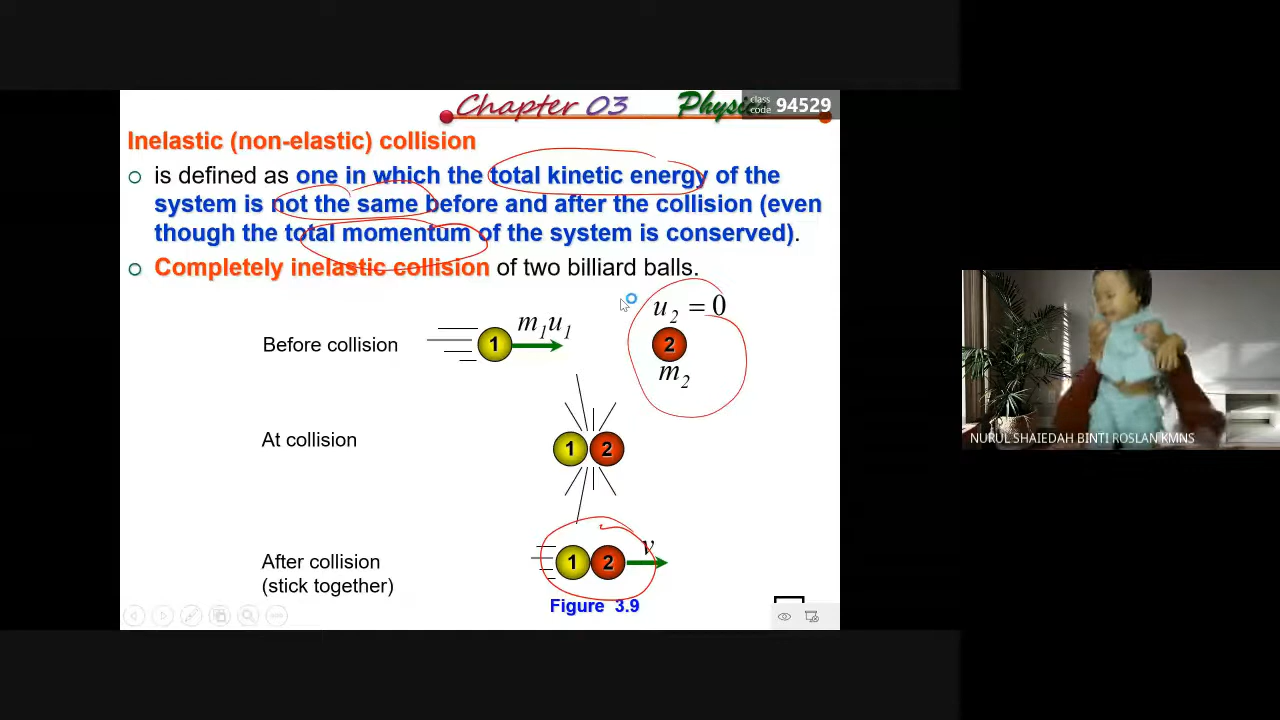 Chapter 03
class
code 94529
Inelastic (non-elastic) collision
is defined as one in which the total kinetic energy of the
system is not the same before and after the collision (even
though the total momentum of the system is conserved).
Completely inelastic collision of two billiard balls.
u2 = 0
m1u1
Before collision 1 2
m2
At collision 1 2
v
After collision 1 2
(stick together)
Figure 3.9
NURUL SHAIEDAH BINTI ROSLAN KMNS